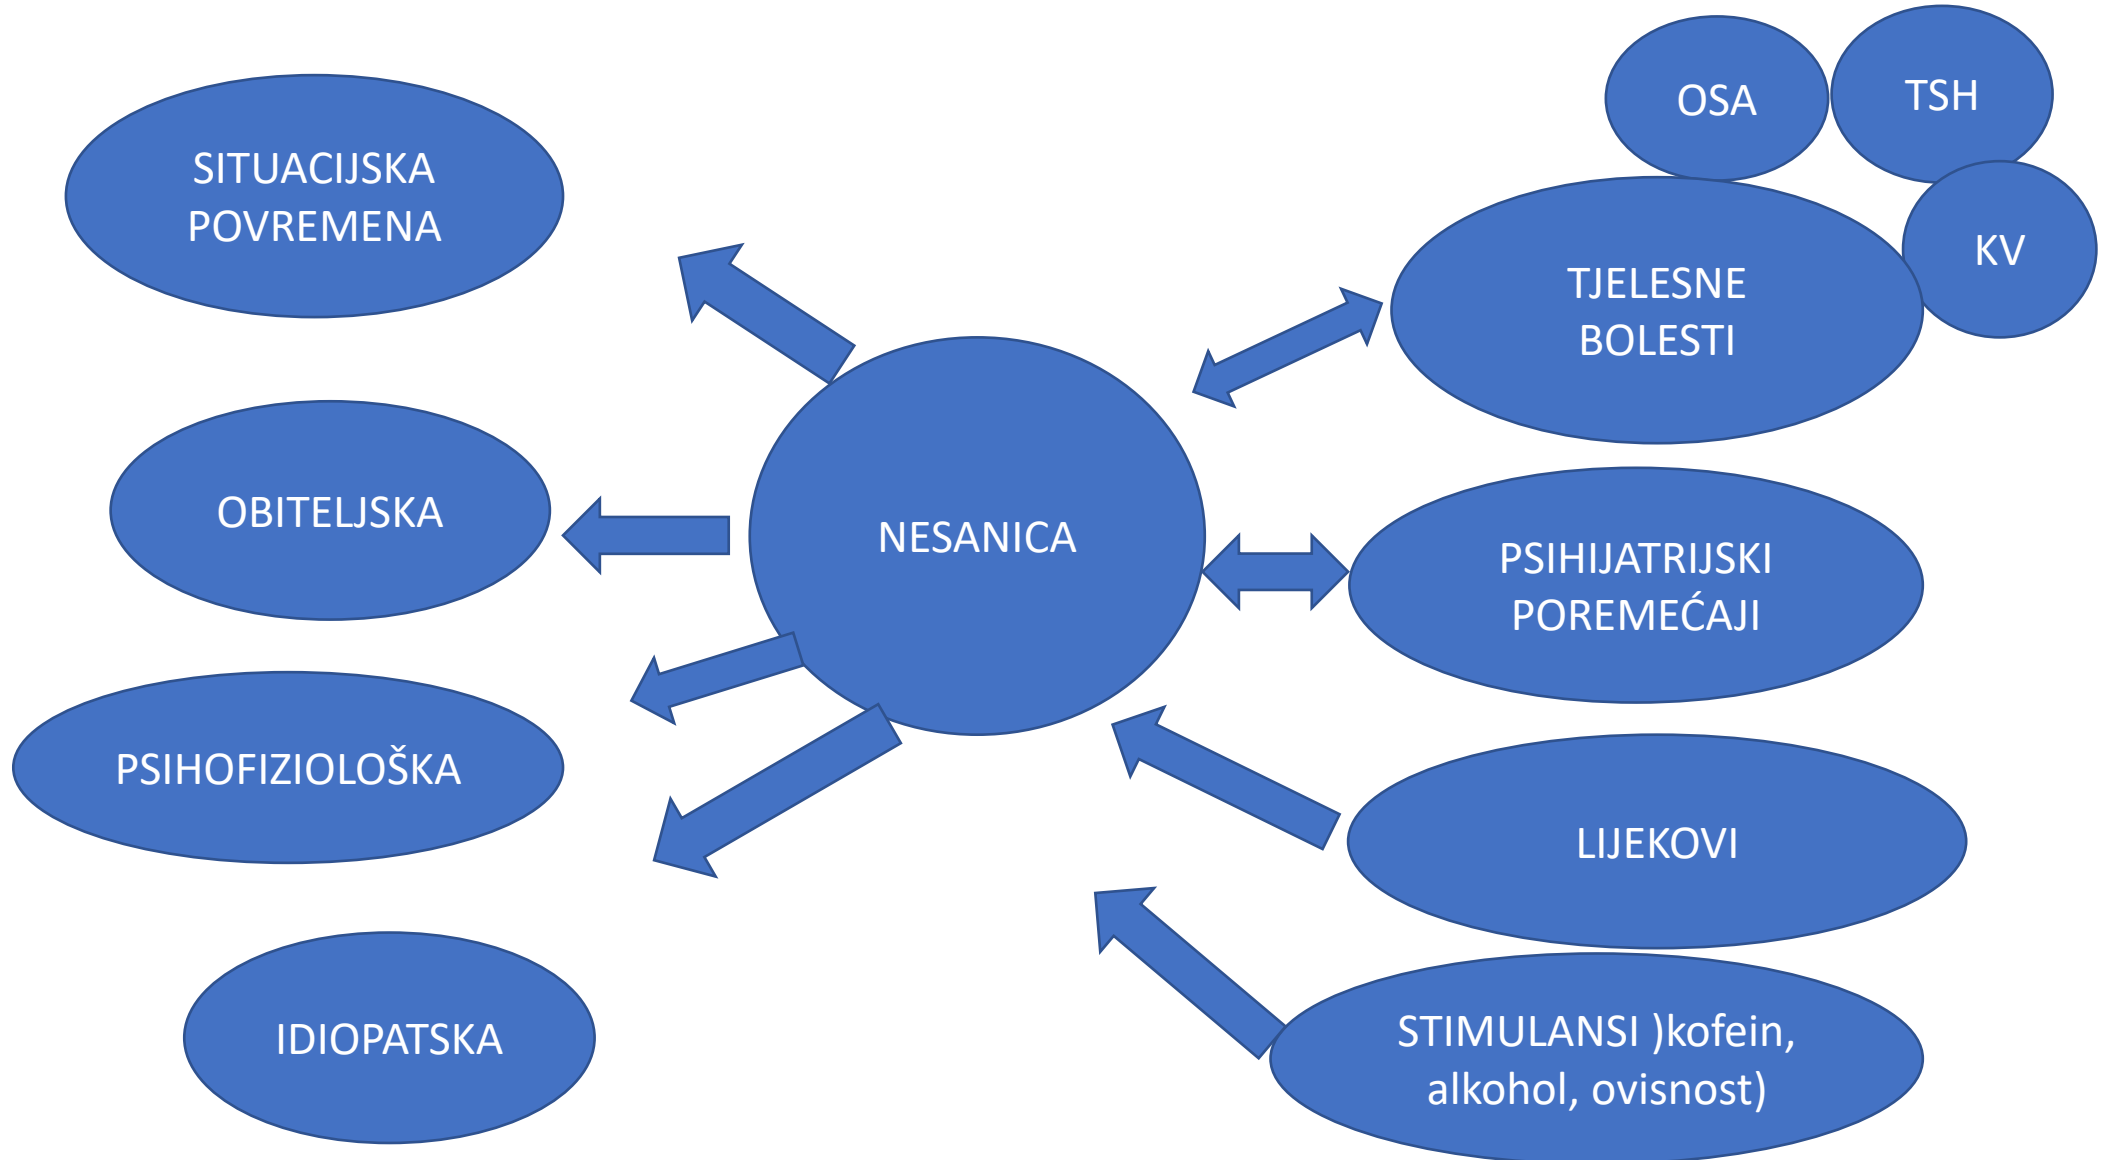 SITUACIJSKA
POVREMENA
OBITELJSKA
PSIHOFIZIOLOŠKA
IDIOPATSKA
NESANICA
OSA
TSH
KV
TJELESNE
BOLESTI
PSIHIJATRIJSKI
POREMEĆAJI
LIJEKOVI
STIMULANSI )kofein,
alkohol, ovisnost)